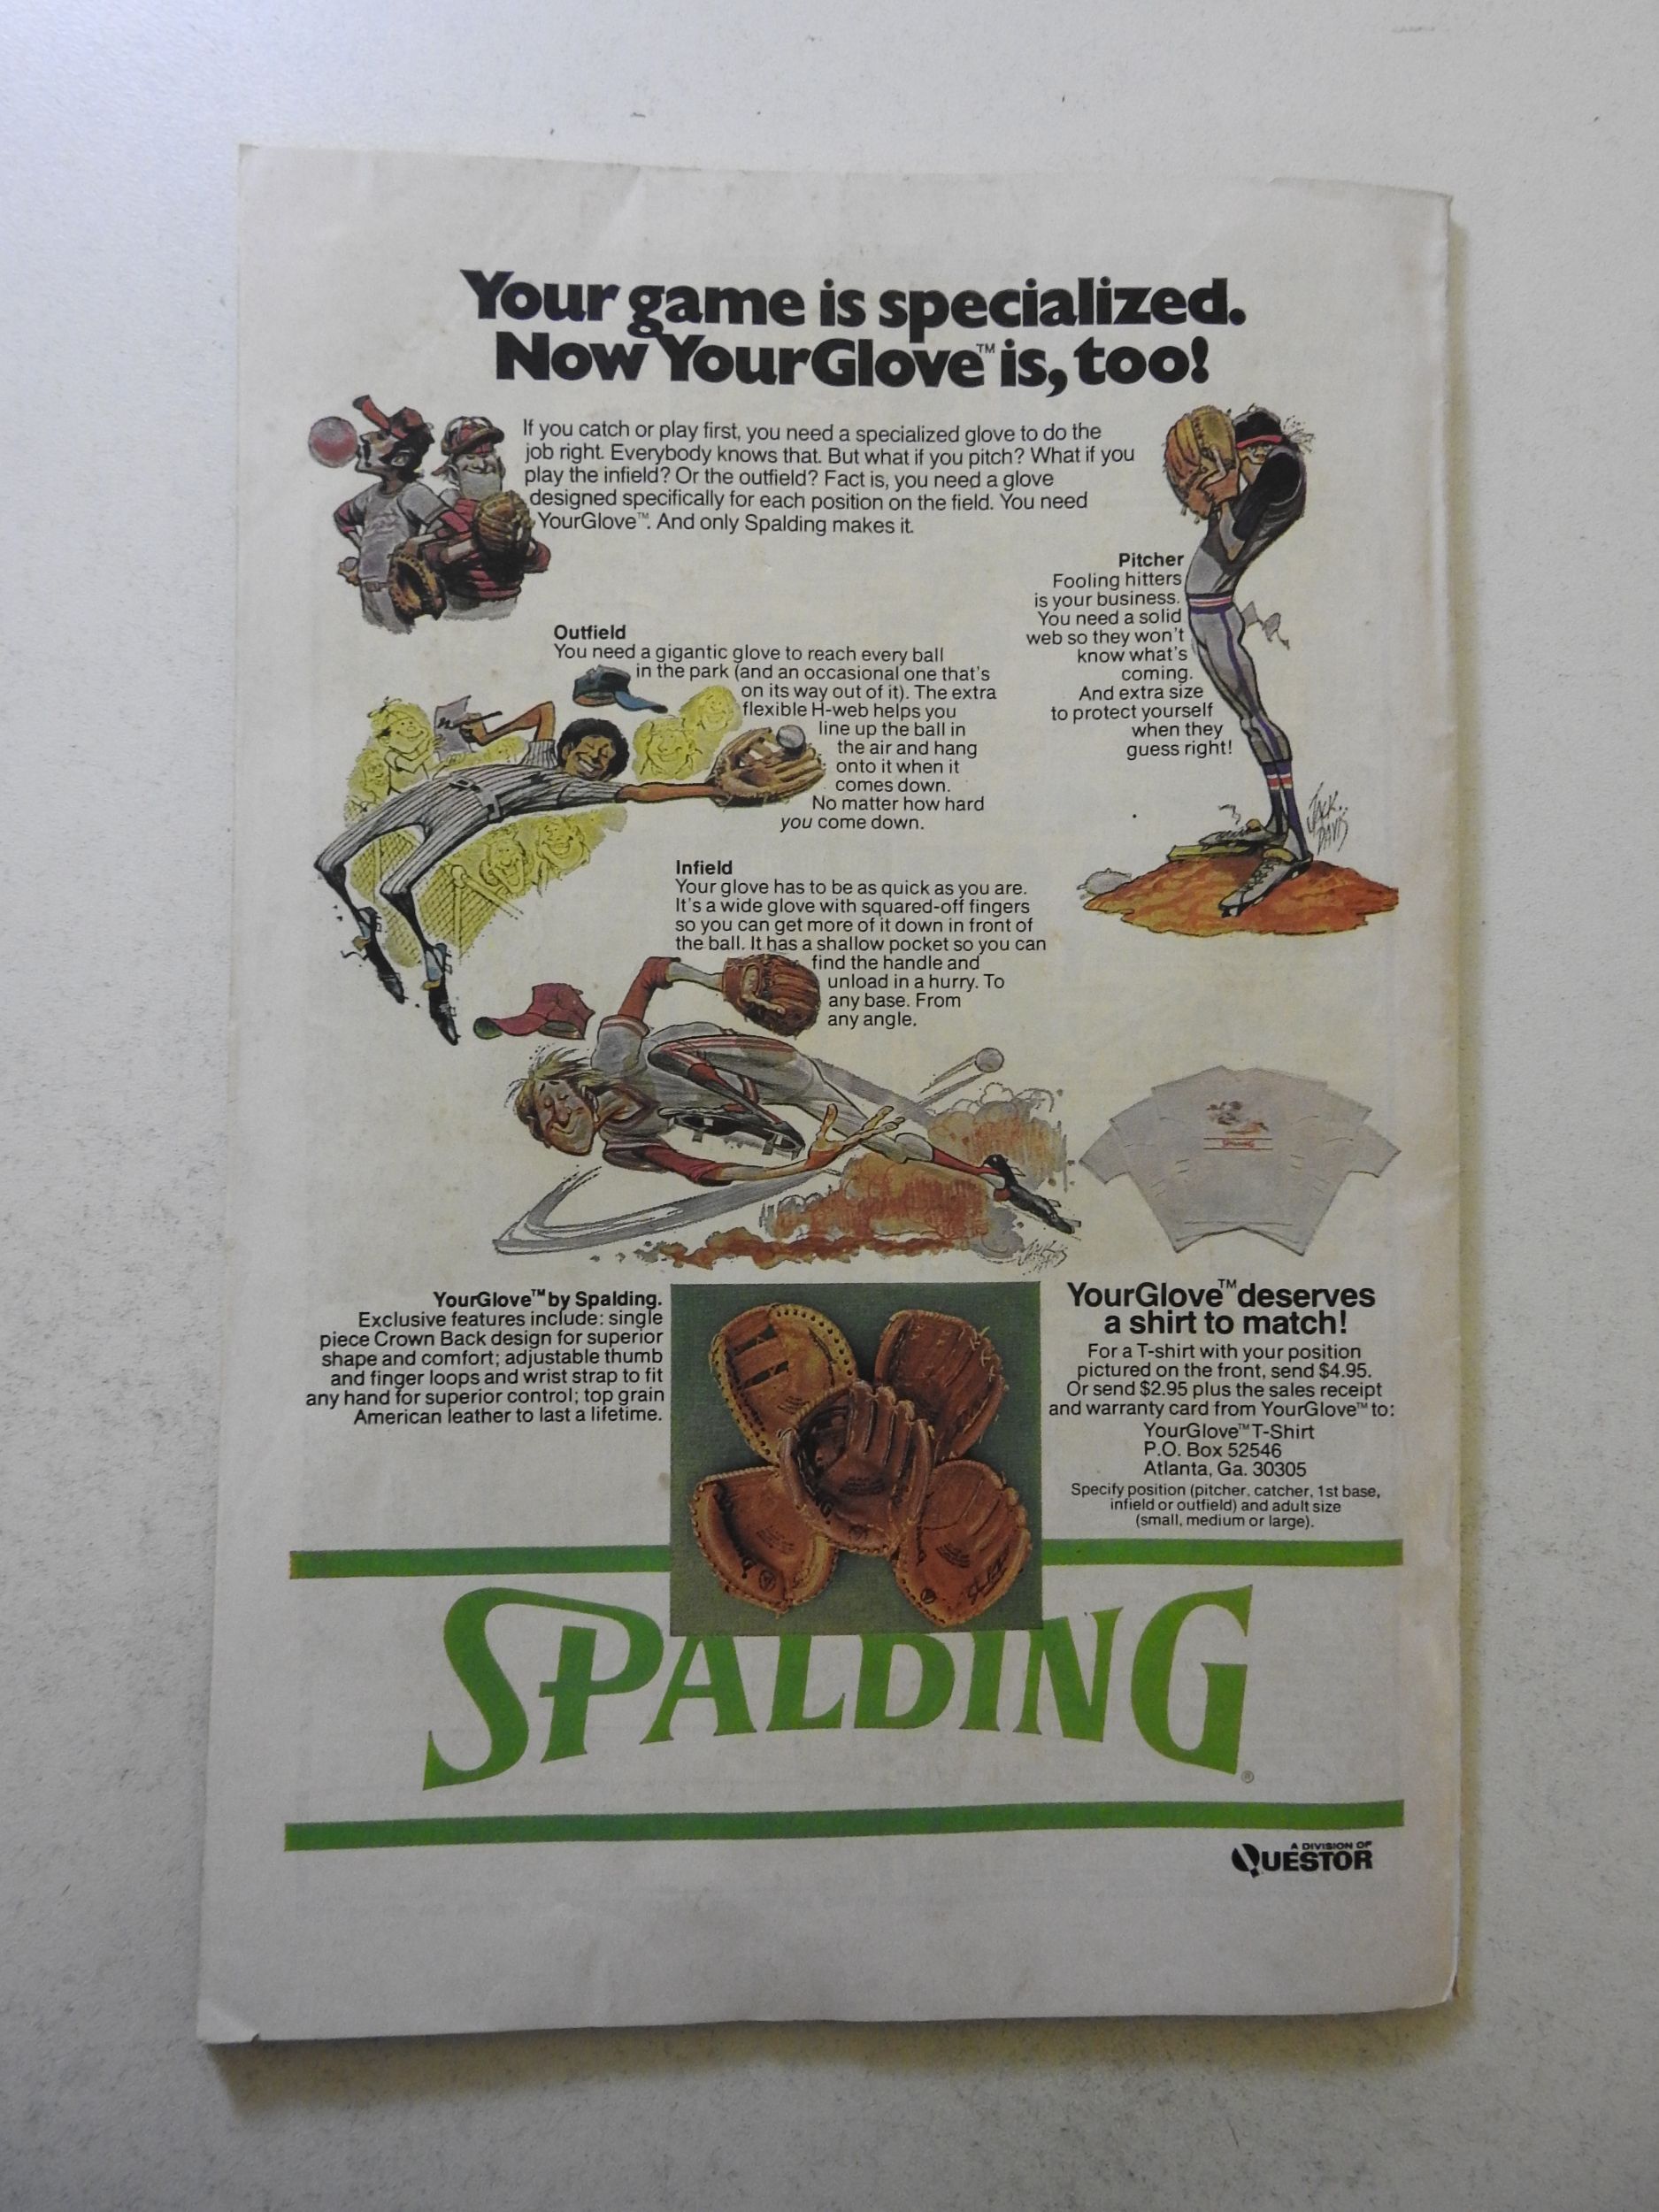 Your game is specialized.
Now YourGlove™ is, too!
If you catch or play first, you need a specialized glove to do the
job right. Everybody knows that. But what if you pitch? What if you
play the infield? Or the outfield? Fact is, you need a glove
designed specifically for each position on the field. You need
YourGlove™. And only Spalding makes it.
Pitcher
Fooling hitters
is your business.
You need a solid
web so they won't
know what's
coming.
And extra size
to protect yourself
when they
guess right!
JACK DAVIS
Outfield
You need a gigantic glove to reach every ball
in the park (and an occasional one that's
on its way out of it). The extra
flexible H-web helps you
line up the ball in
the air and hang
onto it when it
comes down.
No matter how hard
you come down.
Infield
Your glove has to be as quick as you are.
It's a wide glove with squared-off fingers
so you can get more of it down in front of
the ball. It has a shallow pocket so you can
find the handle and
unload in a hurry. To
any base. From
any angle.
JACK DAVIS
SPALDING
YourGlove™ by Spalding.
Exclusive features include: single
piece Crown Back design for superior
shape and comfort; adjustable thumb
and finger loops and wrist strap to fit
any hand for superior control; top grain
American leather to last a lifetime.
YourGlove™ deserves
a shirt to match!
For a T-shirt with your position
pictured on the front, send $4.95.
Or send $2.95 plus the sales receipt
and warranty card from YourGlove™ to:
YourGlove™ T-Shirt
P.O. Box 52546
Atlanta, Ga. 30305
Specify position (pitcher, catcher, 1st base,
infield or outfield) and adult size
(small, medium or large).
SPALDING®
A DIVISION OF
QUESTOR